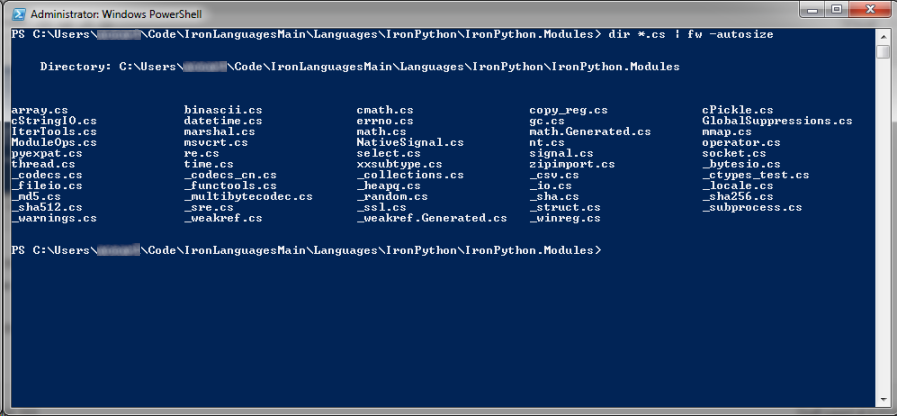 Administrator: Windows PowerShell
PS C:\Users\ \Code\IronLanguagesMain\Languages\IronPython\IronPython.Modules> dir *.cs | fw -autosize
Directory: C:\Users\ \Code\IronLanguagesMain\Languages\IronPython\IronPython.Modules
array.cs binascii.cs cmath.cs copy_reg.cs cPickle.cs
cStringIO.cs datetime.cs errno.cs gc.cs GlobalSuppressions.cs
IterTools.cs marshal.cs math.cs math.Generated.cs mmap.cs
ModuleOps.cs msvcrt.cs NativeSignal.cs nt.cs operator.cs
pyexpat.cs re.cs select.cs signal.cs socket.cs
thread.cs time.cs xxsubtype.cs zipimport.cs _bytesio.cs
_codecs.cs _codecs_cn.cs _collections.cs _csv.cs _ctypes_test.cs
_fileio.cs _functools.cs _heapq.cs _io.cs _locale.cs
_md5.cs _multibytecodec.cs _random.cs _sha.cs _sha256.cs
_sha512.cs _sre.cs _ssl.cs _struct.cs _subprocess.cs
_warnings.cs _weakref.cs _weakref.Generated.cs _winreg.cs
PS C:\Users\ \Code\IronLanguagesMain\Languages\IronPython\IronPython.Modules>